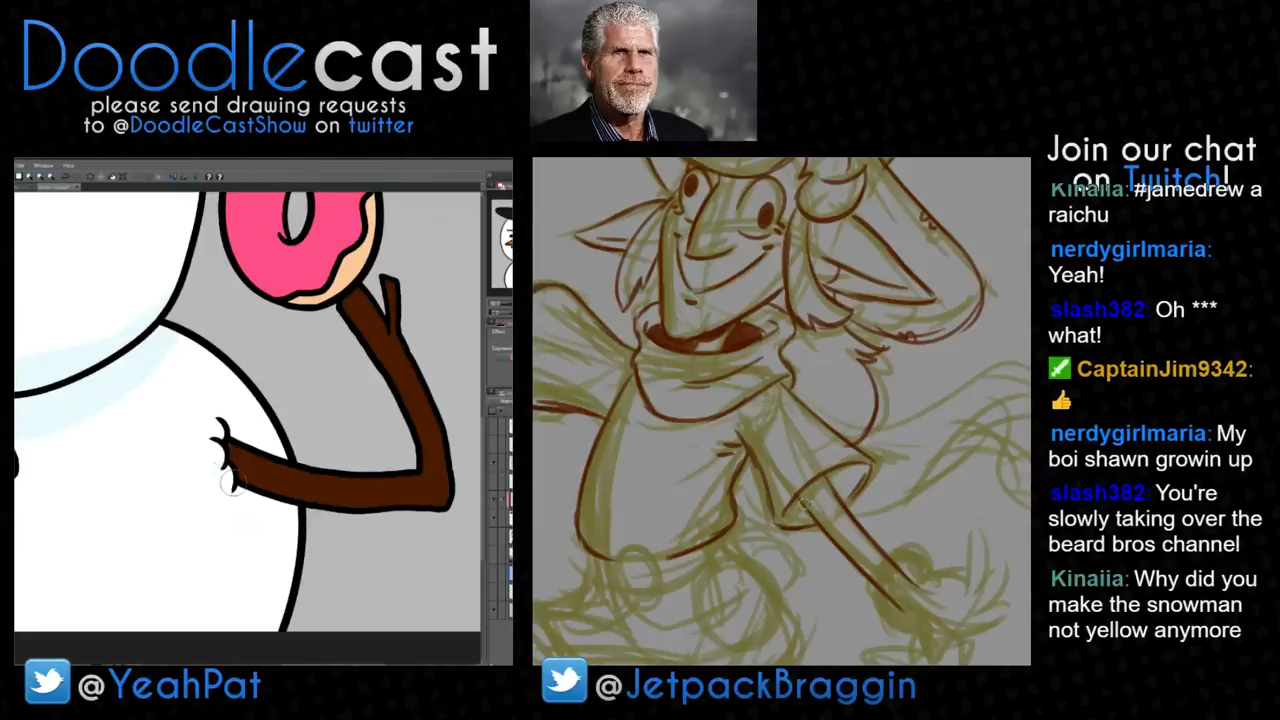 Doodlecast
please send drawing requests
to @DoodleCastShow on twitter
Window Help
@YeahPat
@JetpackBraggin
Join our chat
on Twitch!
Kinaiia: #jamedrew a
raichu
nerdygirlmaria:
Yeah!
slash382: Oh ***
what!
CaptainJim9342:
👍
nerdygirlmaria: My
boi shawn growin up
slash382: You're
slowly taking over the
beard bros channel
Kinaiia: Why did you
make the snowman
not yellow anymore